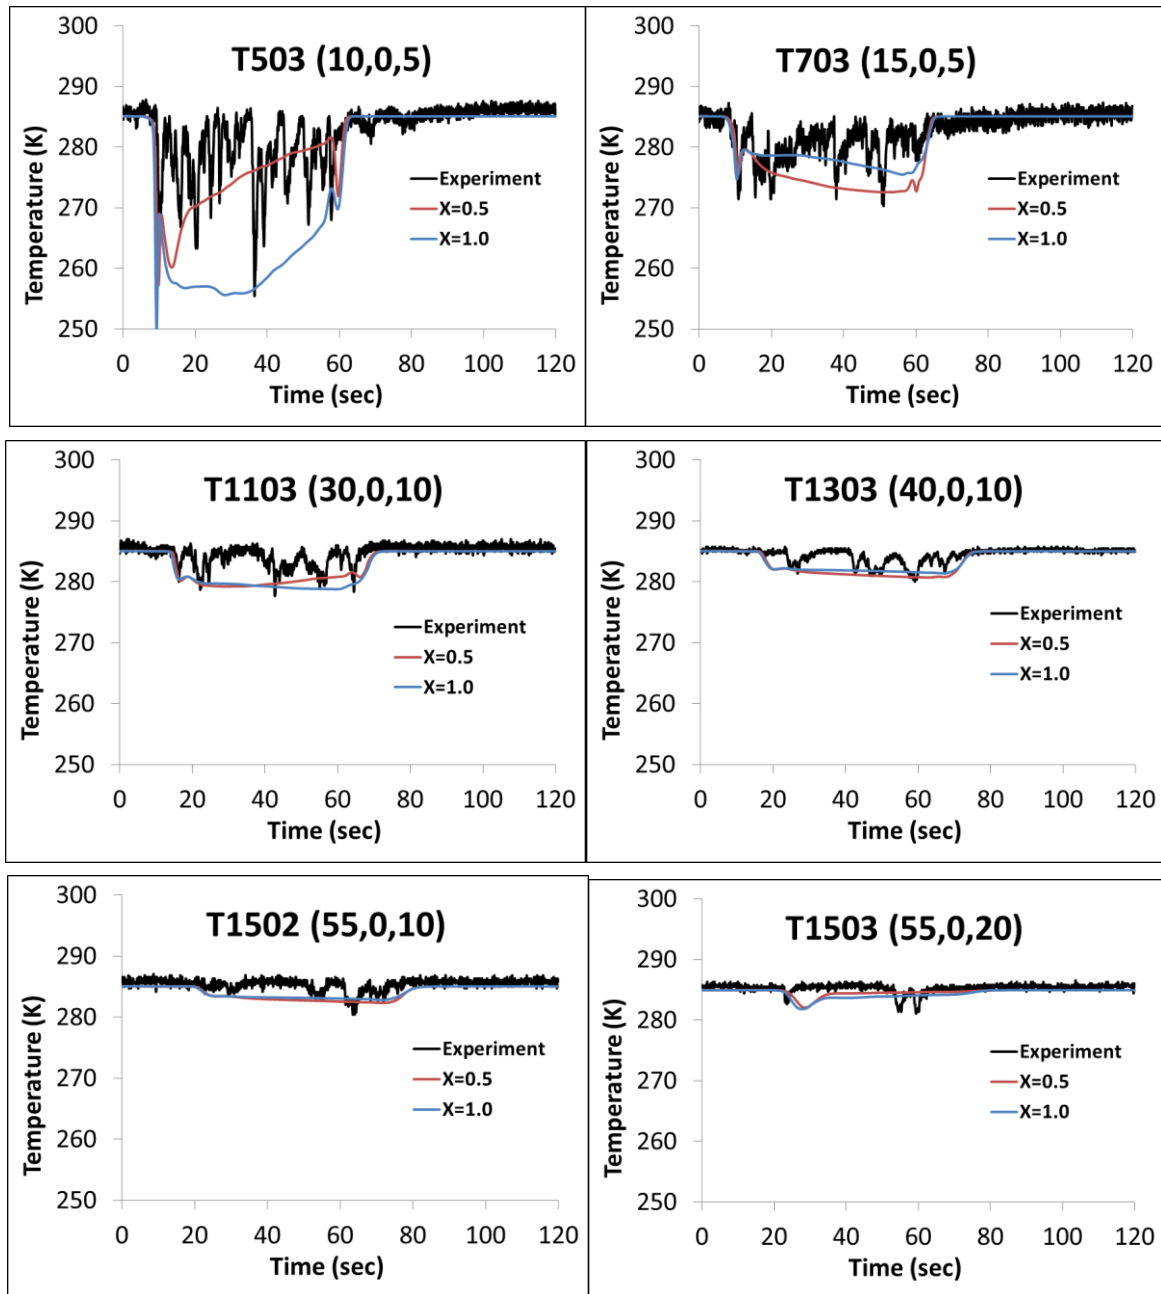 T503 (10,0,5)
300
290
280
270
260
250
Temperature (K)
Experiment
X=0.5
X=1.0
0 20 40 60 80 100 120
Time (sec)
T703 (15,0,5)
300
290
280
270
260
250
Temperature (K)
Experiment
X=0.5
X=1.0
0 20 40 60 80 100 120
Time (sec)
T1103 (30,0,10)
300
290
280
270
260
250
Temperature (K)
Experiment
X=0.5
X=1.0
0 20 40 60 80 100 120
Time (sec)
T1303 (40,0,10)
300
290
280
270
260
250
Temperature (K)
Experiment
X=0.5
X=1.0
0 20 40 60 80 100 120
Time (sec)
T1502 (55,0,10)
300
290
280
270
260
250
Temperature (K)
Experiment
X=0.5
X=1.0
0 20 40 60 80 100 120
Time (sec)
T1503 (55,0,20)
300
290
280
270
260
250
Temperature (K)
Experiment
X=0.5
X=1.0
0 20 40 60 80 100 120
Time (sec)